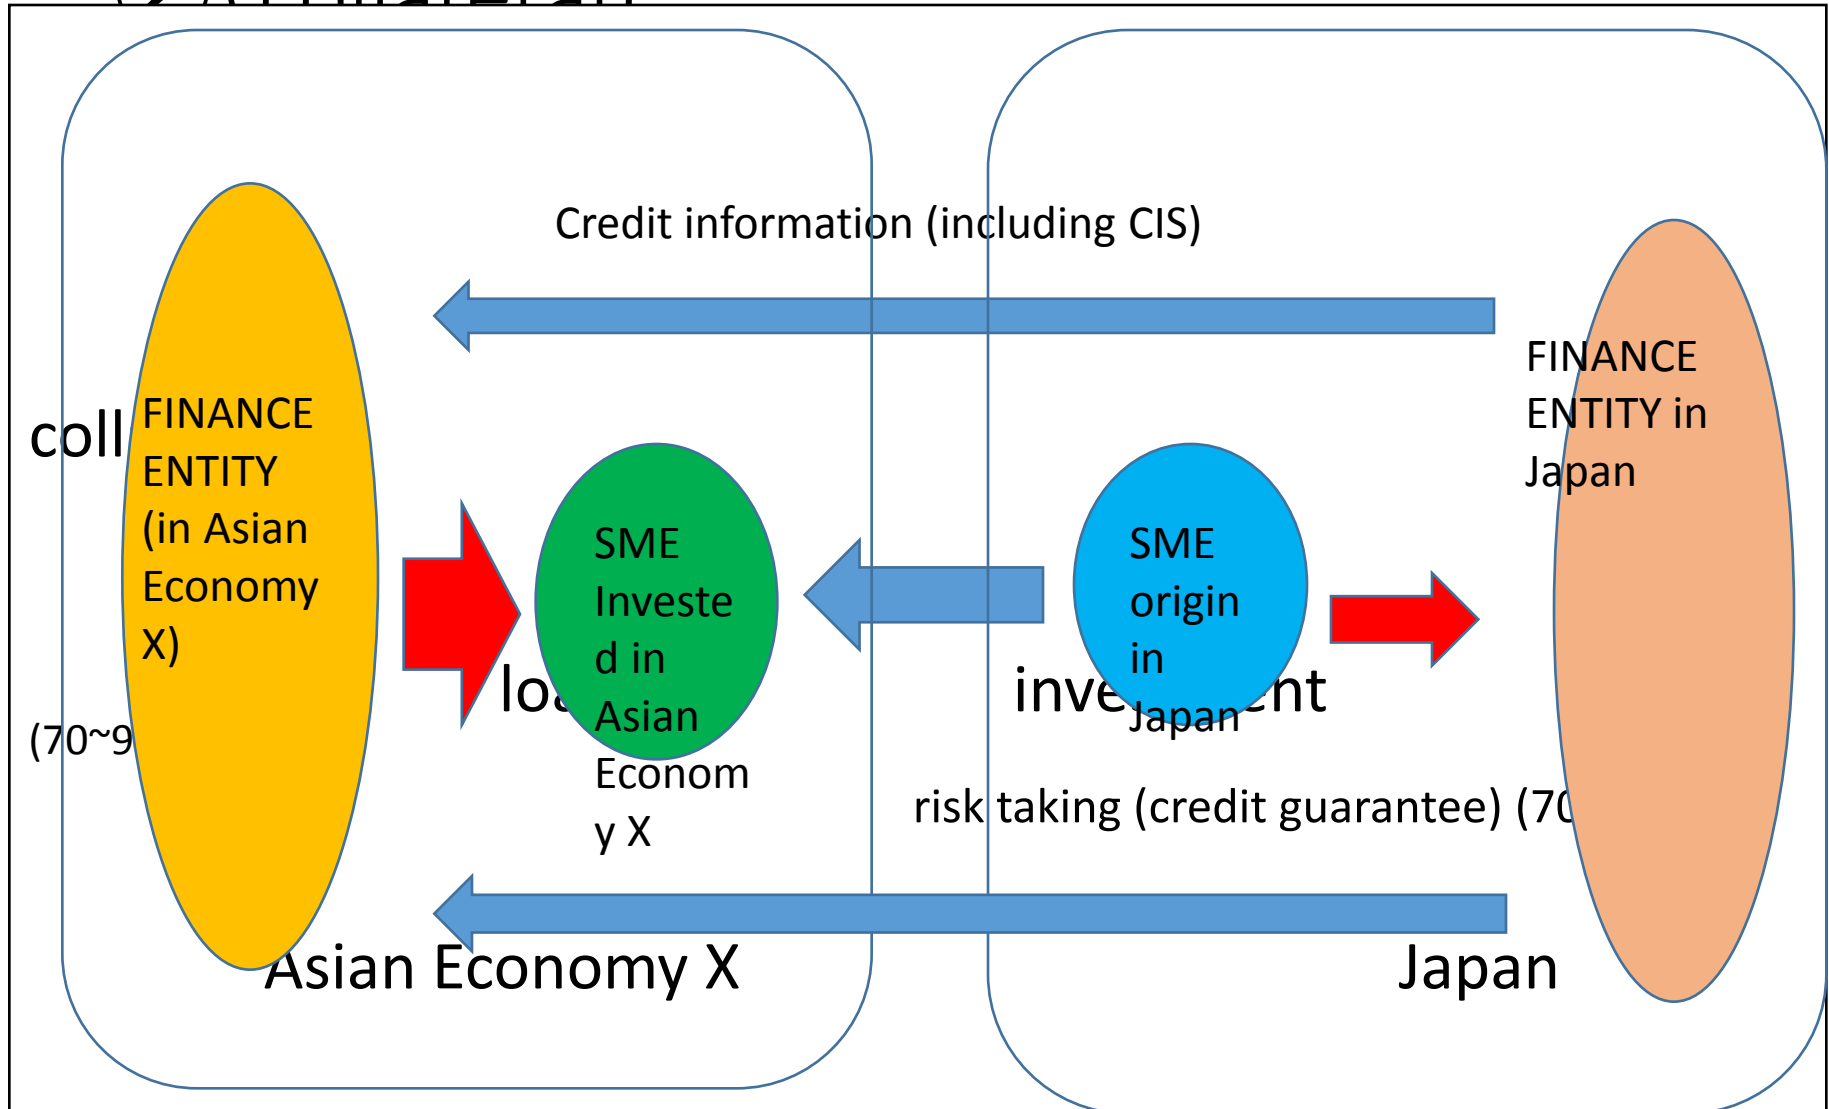 Credit information (including CIS)
FINANCE
ENTITY
(in Asian
Economy
X)
FINANCE
ENTITY in
Japan
SME
Investe
d in
Asian
Econom
y X
SME
origin
in
Japan
risk taking (credit guarantee) (70
(70~9
Asian Economy X
Japan